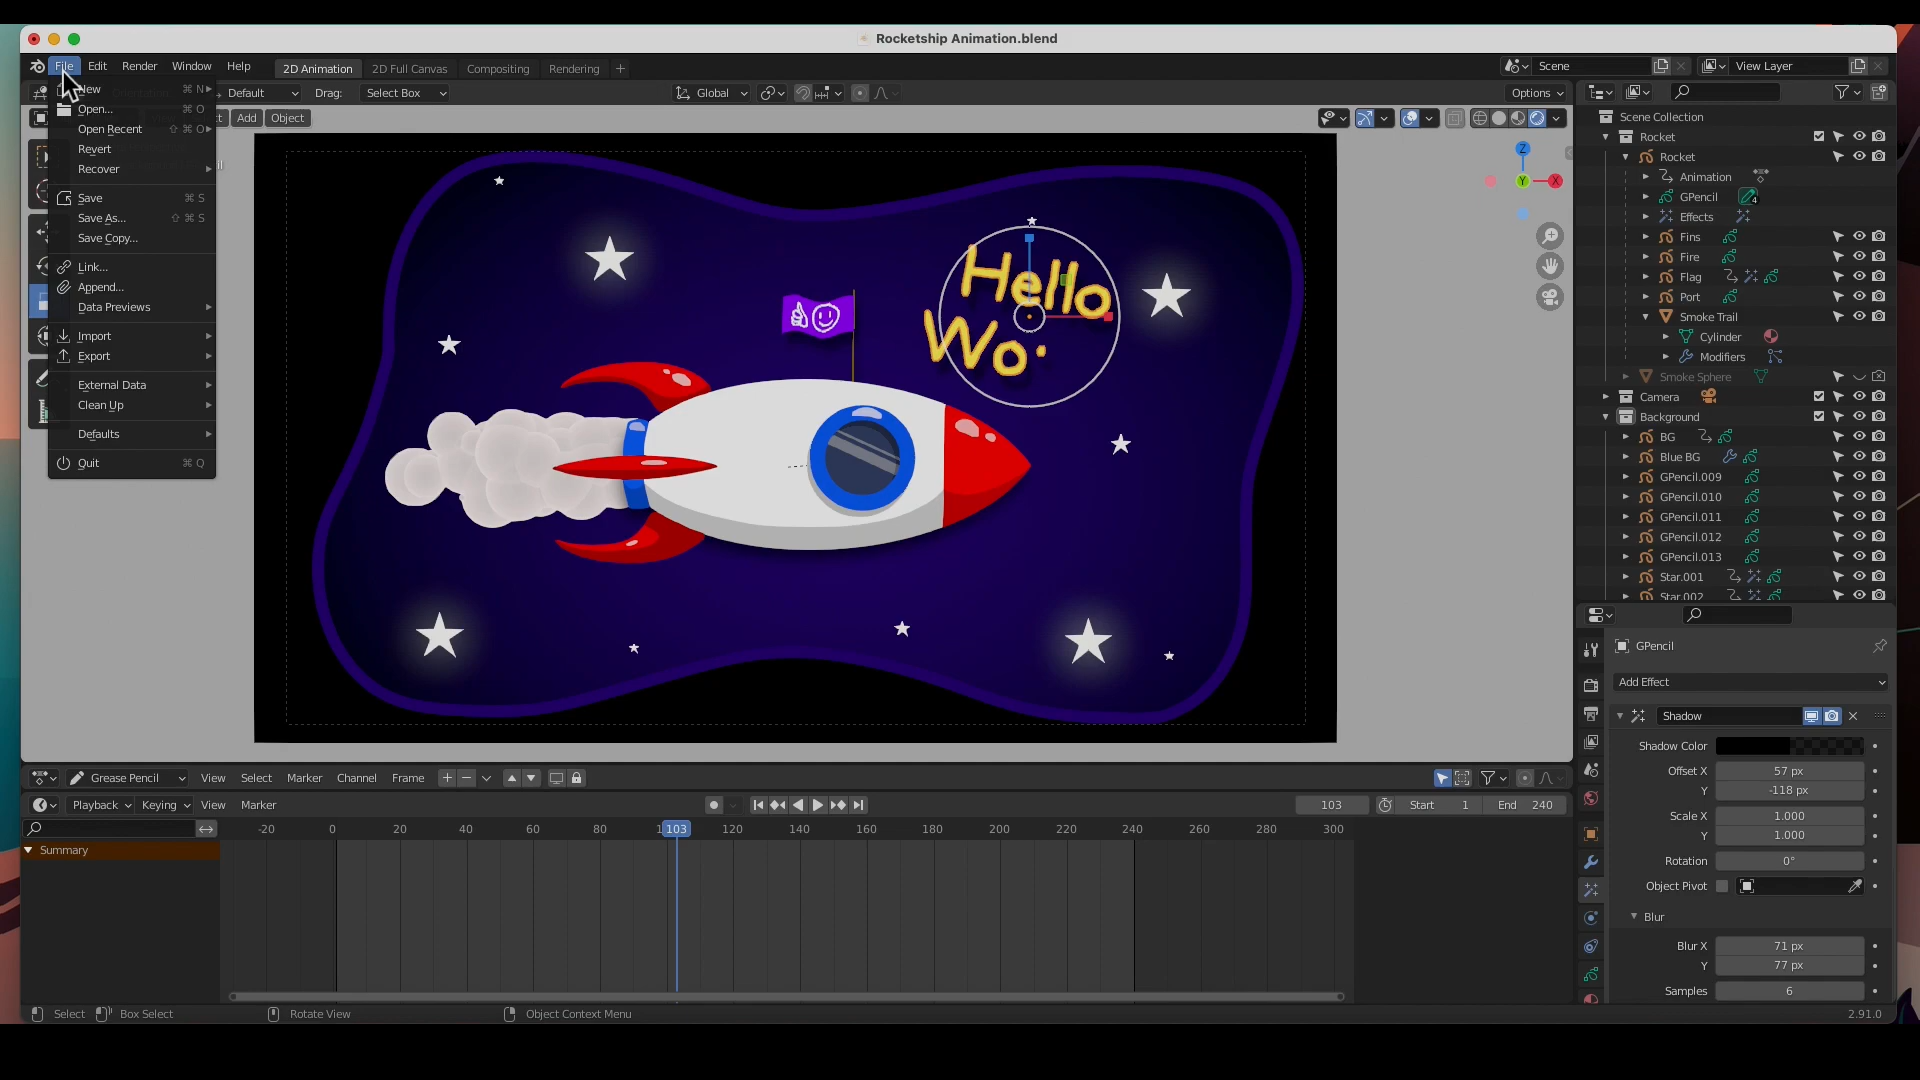 Rocketship Animation.blend
File Edit Render Window Help 2D Animation 2D Full Canvas Compositing Rendering + Scene View Layer
Default Drag: Select Box Global Options
Add Object
New ⌘ N
Open... ⌘ O
Open Recent ⇧ ⌘ O
Revert
Recover
Save ⌘ S
Save As... ⇧ ⌘ S
Save Copy...
Link...
Append...
Data Previews
Import
Export
External Data
Clean Up
Defaults
Quit ⌘ Q
Z
Y X
Hello
Wo
Scene Collection
Rocket
Rocket
Animation
GPencil 4
Effects
Fins
Fire
Flag
Port
Smoke Trail
Cylinder
Modifiers
Smoke Sphere
Camera
Background
BG
Blue BG
GPencil.009
GPencil.010
GPencil.011
GPencil.012
GPencil.013
Star.001
Star.002
GPencil
Add Effect
Shadow
Shadow Color
Offset X 57 px
Y -118 px
Scale X 1.000
Y 1.000
Rotation 0°
Object Pivot
Blur
Blur X 71 px
Y 77 px
Samples 6
Grease Pencil View Select Marker Channel Frame
Playback Keying View Marker 103 Start 1 End 240
-20 0 20 40 60 80 103 120 140 160 180 200 220 240 260 280 300
Summary
Select Box Select Rotate View Object Context Menu 2.91.0